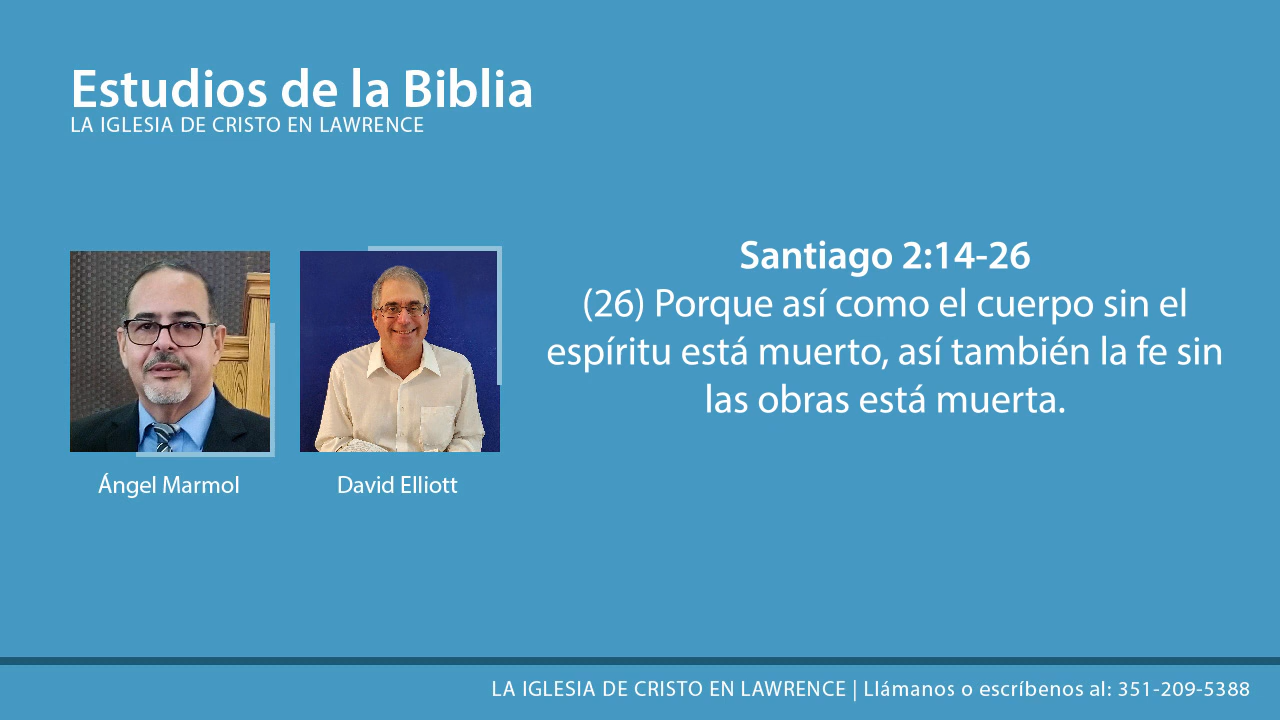 Estudios de la Biblia
LA IGLESIA DE CRISTO EN LAWRENCE
Ángel Marmol
David Elliott
Santiago 2:14-26
(26) Porque así como el cuerpo sin el
espíritu está muerto, así también la fe sin
las obras está muerta.
LA IGLESIA DE CRISTO EN LAWRENCE | Llámanos o escríbenos al: 351-209-5388